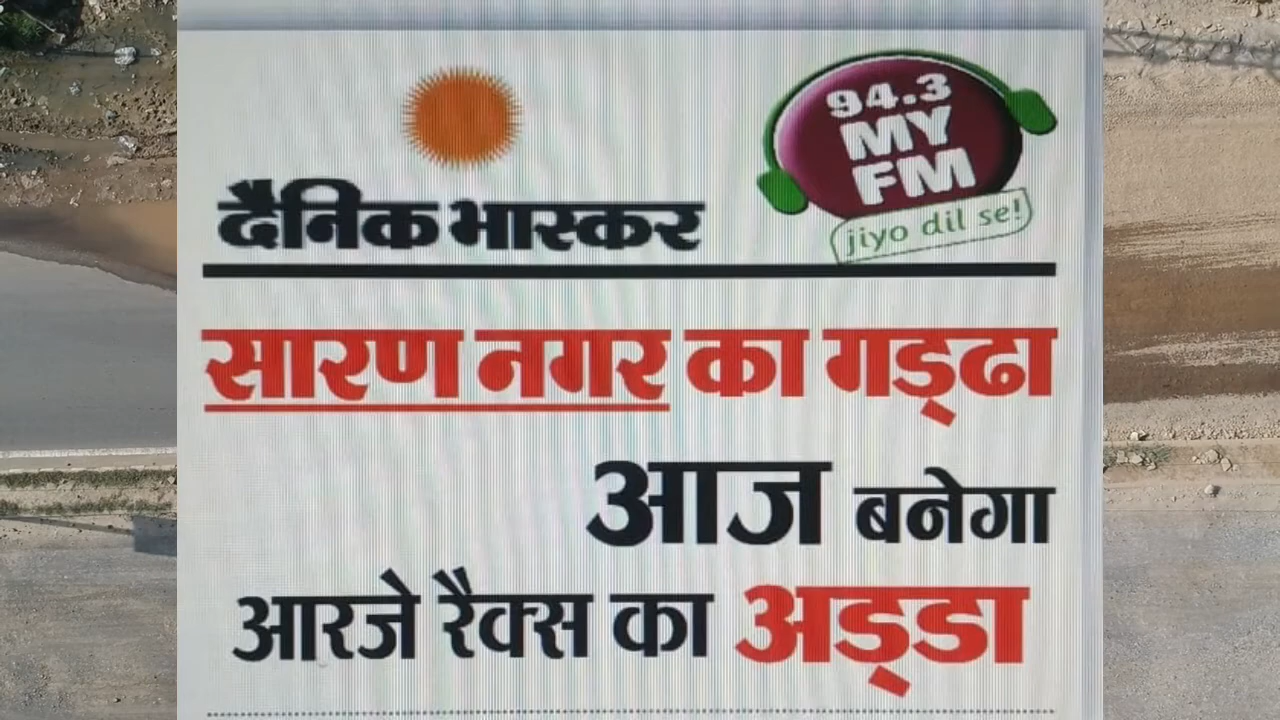 94.3
MY
FM
jiyo dil se!
दैनिक भास्कर
सारण नगर का गड्ढा
आज बनेगा
आरजे रैक्स का अड्डा